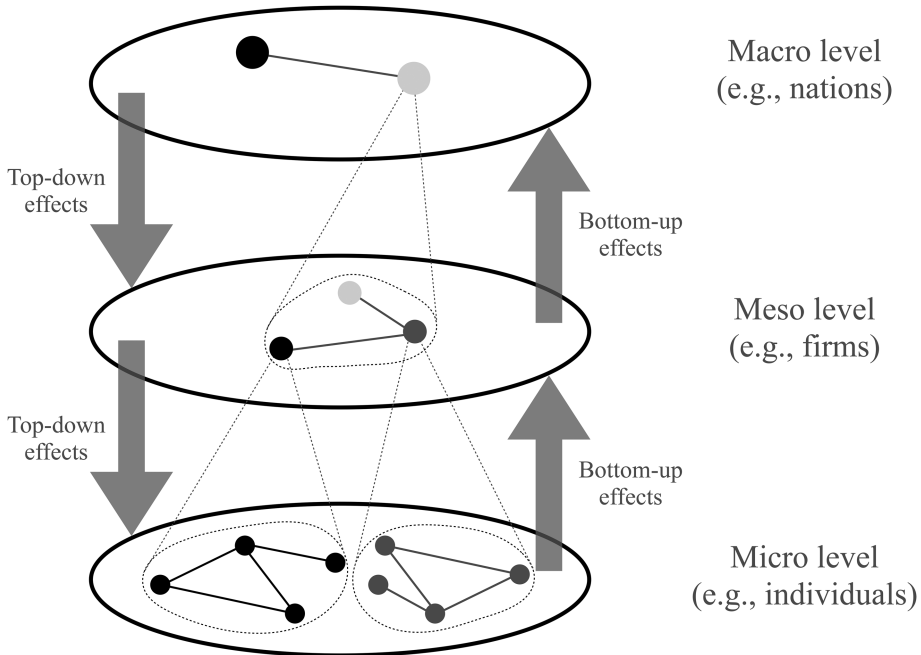 Macro level
(e.g., nations)
Top-down
effects
Bottom-up
effects
Meso level
(e.g., firms)
Top-down
effects
Bottom-up
effects
Micro level
(e.g., individuals)